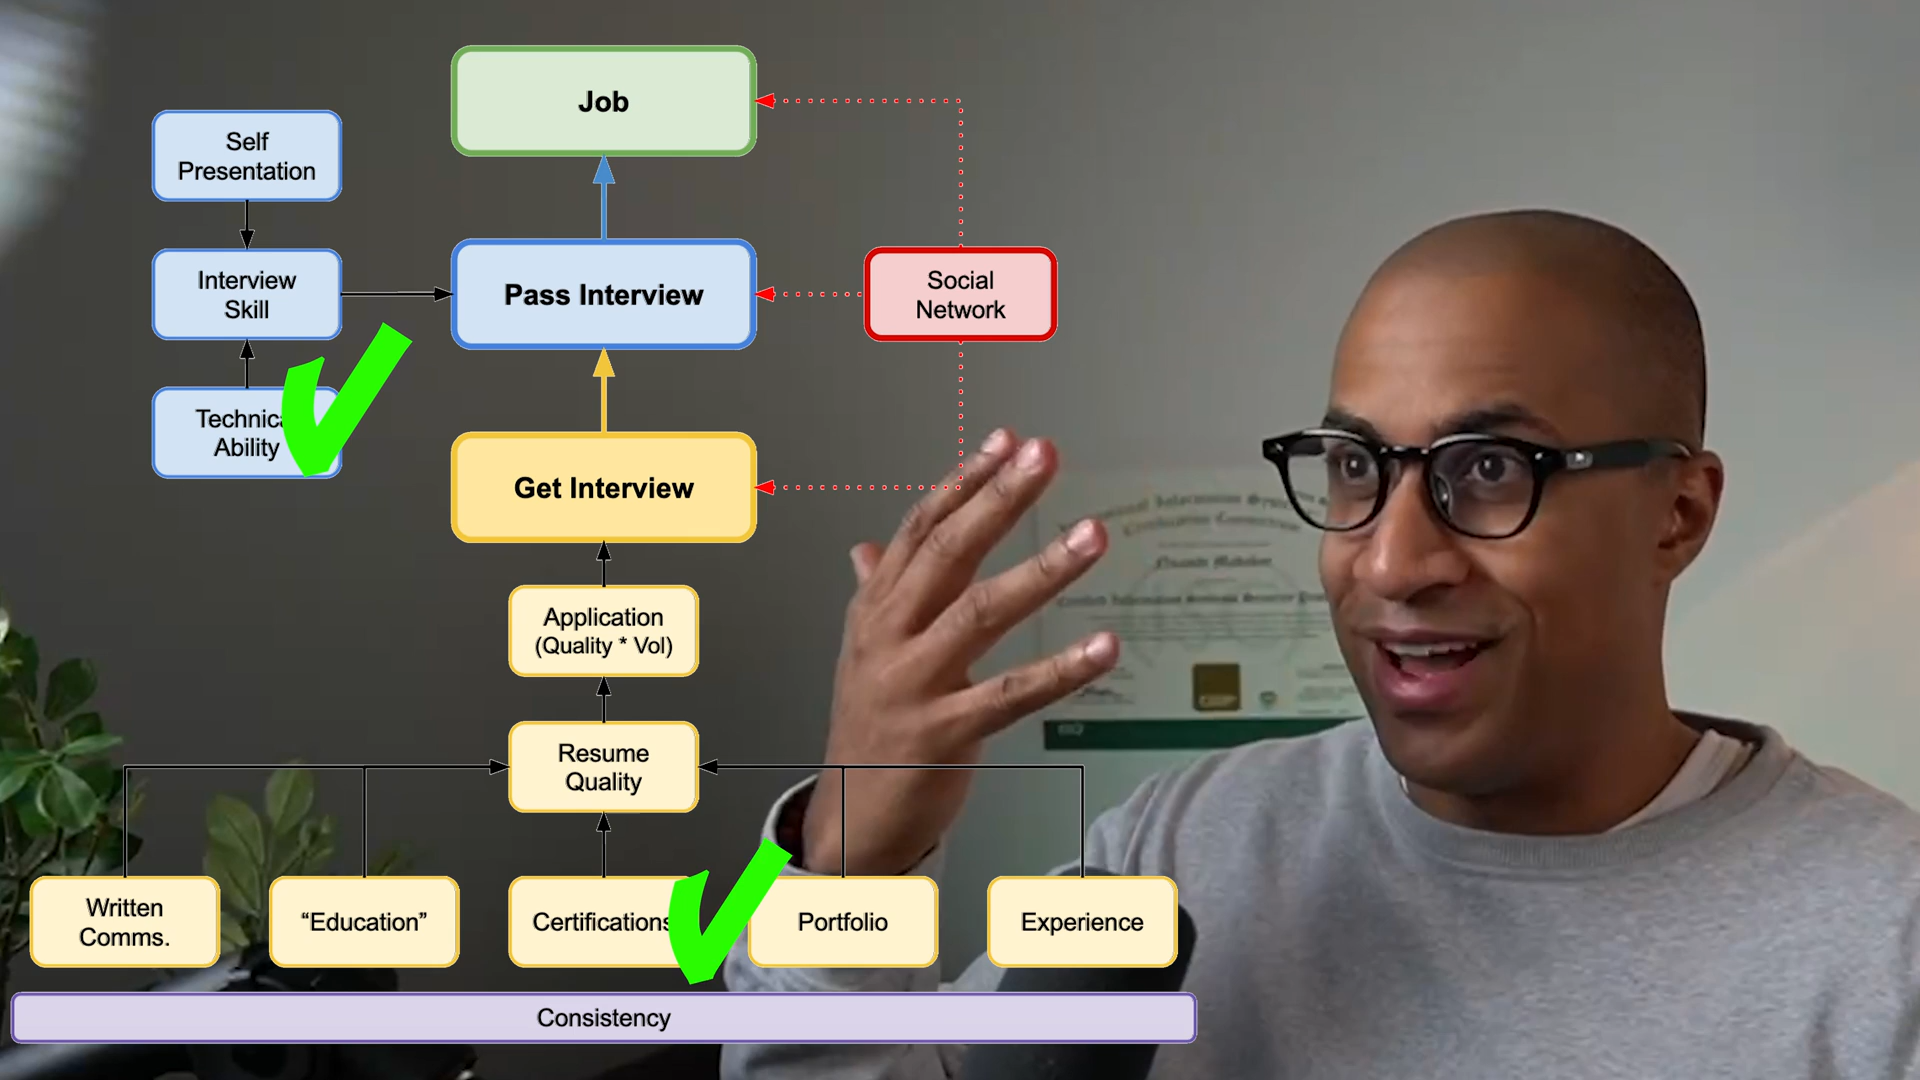 Job
Self
Presentation
Interview
Skill
Pass Interview
Social
Network
Technical
Ability
Get Interview
Application
(Quality * Vol)
Resume
Quality
Written
Comms.
“Education”
Certifications
Portfolio
Experience
Consistency